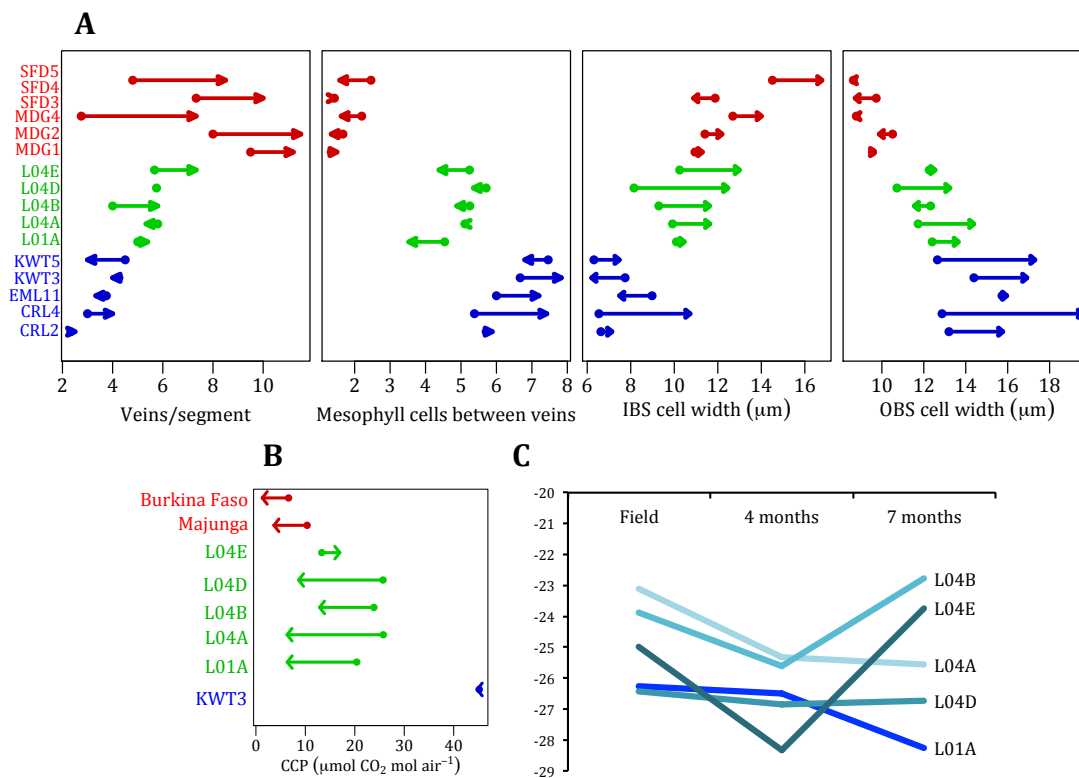 A
SFD5
SFD4
SFD3
MDG4
MDG2
MDG1
L04E
L04D
L04B
L04A
L01A
KWT5
KWT3
EML11
CRL4
CRL2
2 4 6 8 10
2 3 4 5 6 7 8
6 8 10 12 14 16
10 12 14 16 18
Veins/segment
Mesophyll cells between veins
IBS cell width (μm)
OBS cell width (μm)
B
Burkina Faso
Majunga
L04E
L04D
L04B
L04A
L01A
KWT3
0 10 20 30 40
CCP (μmol CO₂ mol air⁻¹)
C
-20
-21
-22
-23
-24
-25
-26
-27
-28
-29
Field
4 months
7 months
L04B
L04E
L04A
L04D
L01A